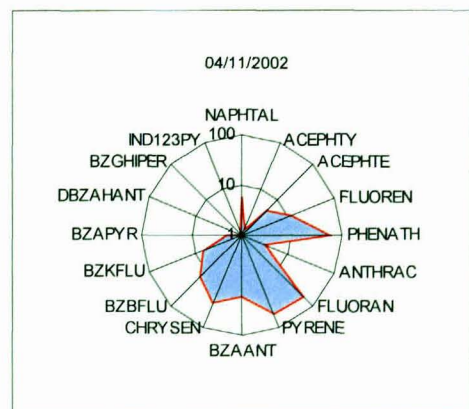 04/11/2002
NAPHTAL
IND123PY 100 ACEPHTY
BZGHIPER ACEPHTE
DBZAHANT 10 FLUOREN
BZAPYR 1 PHENATH
BZKFLU ANTHRAC
BZBFLU FLUORAN
CHRYSEN PYRENE
BZAANT